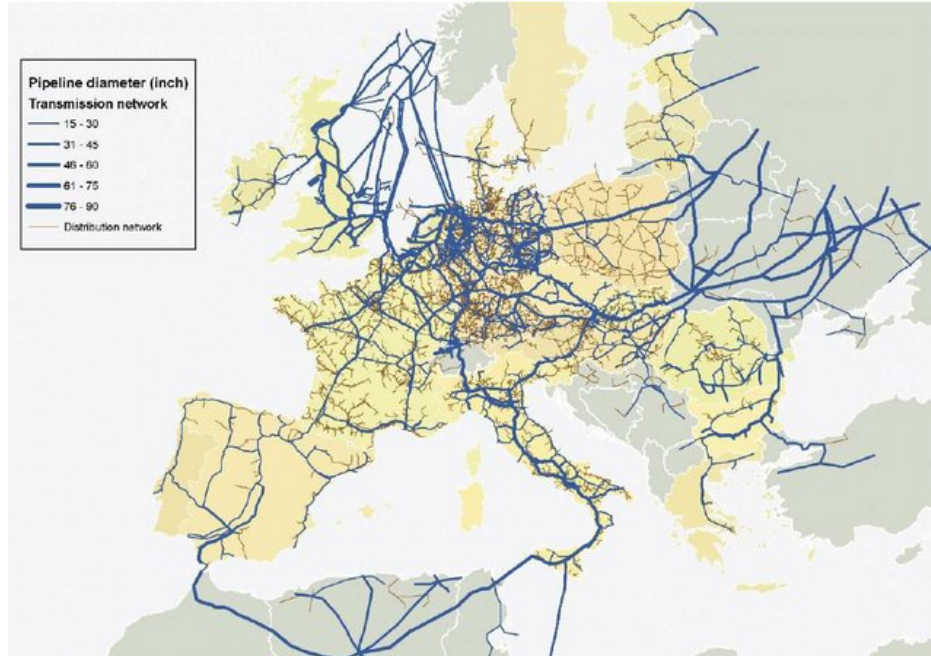 Pipeline diameter (inch)
Transmission network
15 - 30
31 - 45
46 - 60
61 - 75
76 - 90
Distribution network